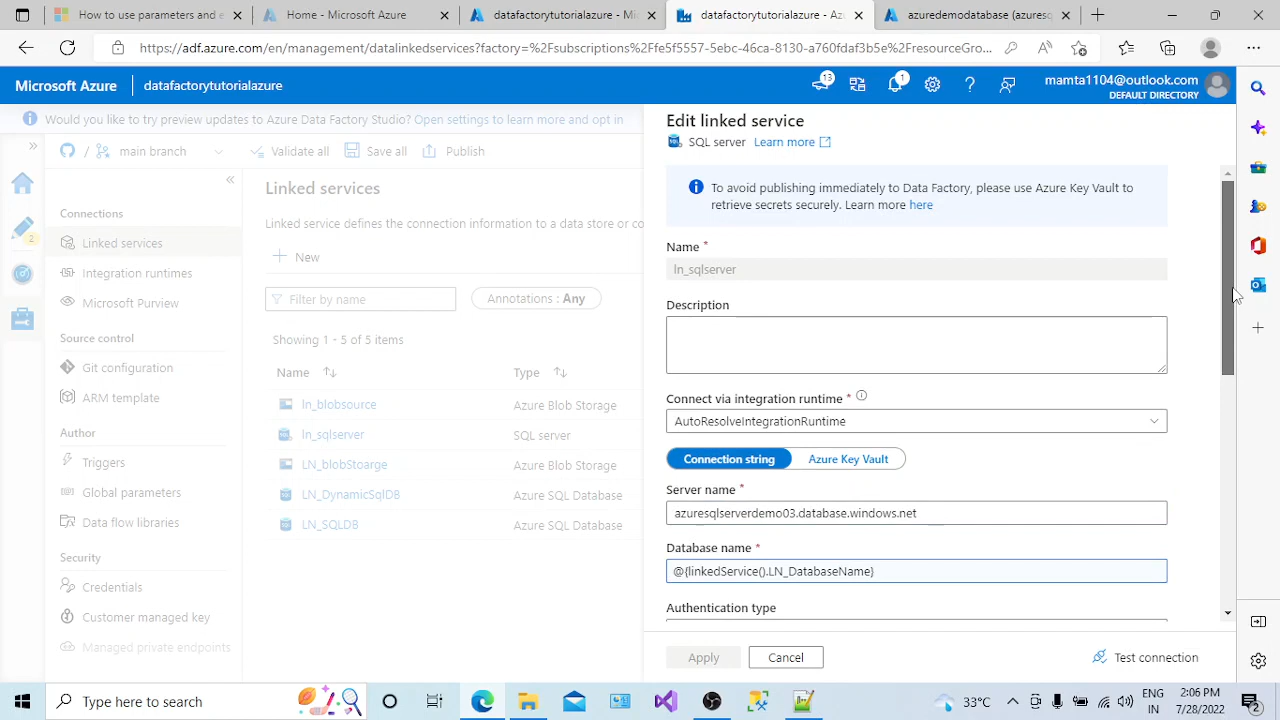 Microsoft Azure and e
datafactorytutorial -
datafactorytutorial - Mic
datafactorytutorialazure - Az
azuredemodb (azuresq
https://adf.azure.com/en/management/datalinkedservices?factory=%2Fsubscriptions%2Ffe5f5557-5ebc-46ca-8130-a760fdaf3b5e%2FresourceGro...
Microsoft Azure
datafactorytutorialazure
13
1
mamta1104@outlook.com
DEFAULT DIRECTORY
Would you like to try preview updates to Azure Data Factory Studio? Open settings to learn more and opt in
/ main branch
Validate all
Save all
Publish
2
Connections
Linked services
Integration runtimes
Microsoft Purview
Source control
Git configuration
ARM template
Author
Triggers
Global parameters
Data flow libraries
Security
Credentials
Customer managed key
Managed private endpoints
Linked services
Linked service defines the connection information to a data store or co
New
Filter by name
Annotations : Any
Showing 1 - 5 of 5 items
Name Type
ln_blobsource Azure Blob Storage
ln_sqlserver SQL server
LN_blobStoarge Azure Blob Storage
LN_DynamicSqlDB Azure SQL Database
LN_SQLDB Azure SQL Database
Edit linked service
SQL server Learn more
To avoid publishing immediately to Data Factory, please use Azure Key Vault to
retrieve secrets securely. Learn more here
Name *
ln_sqlserver
Description
Connect via integration runtime *
AutoResolveIntegrationRuntime
Connection string
Azure Key Vault
Server name *
azuresqlserverdemo03.database.windows.net
Database name *
@{linkedService().LN_DatabaseName}
Authentication type
Apply
Cancel
Test connection
Type here to search
33°C
ENG
IN
2:06 PM
7/28/2022
2